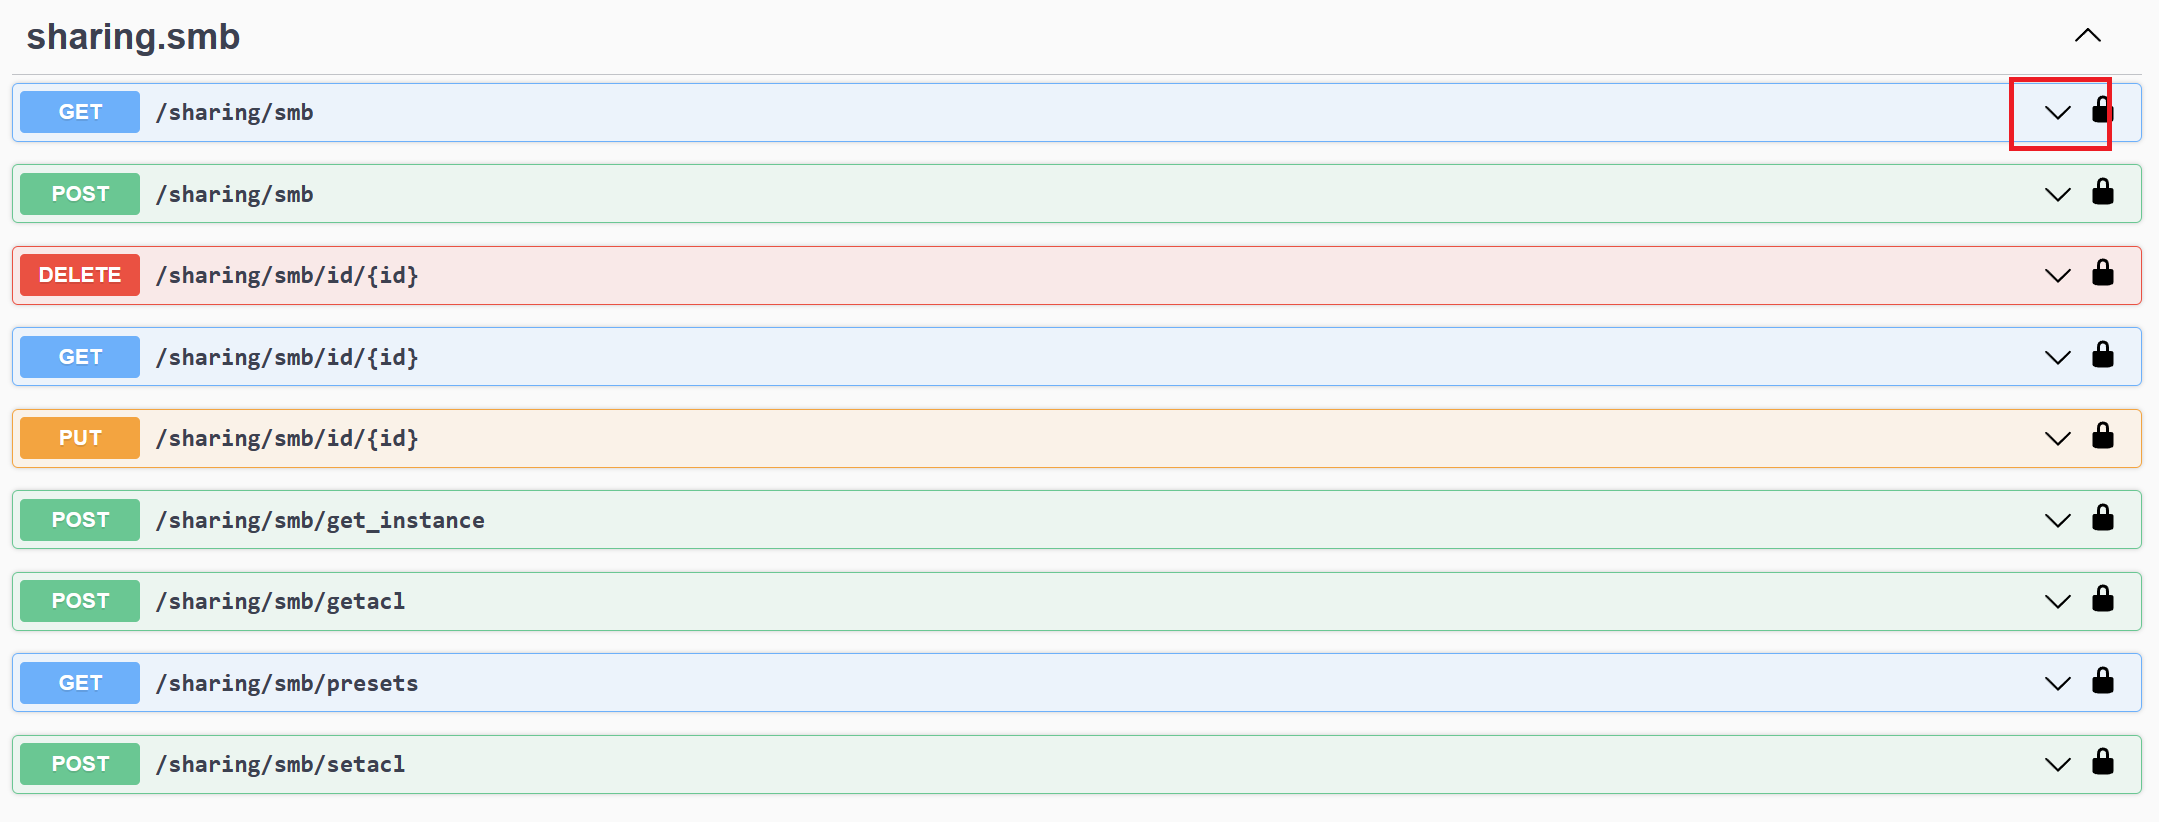 sharing.smb
GET /sharing/smb
POST /sharing/smb
DELETE /sharing/smb/id/{id}
GET /sharing/smb/id/{id}
PUT /sharing/smb/id/{id}
POST /sharing/smb/get_instance
POST /sharing/smb/getacl
GET /sharing/smb/presets
POST /sharing/smb/setacl